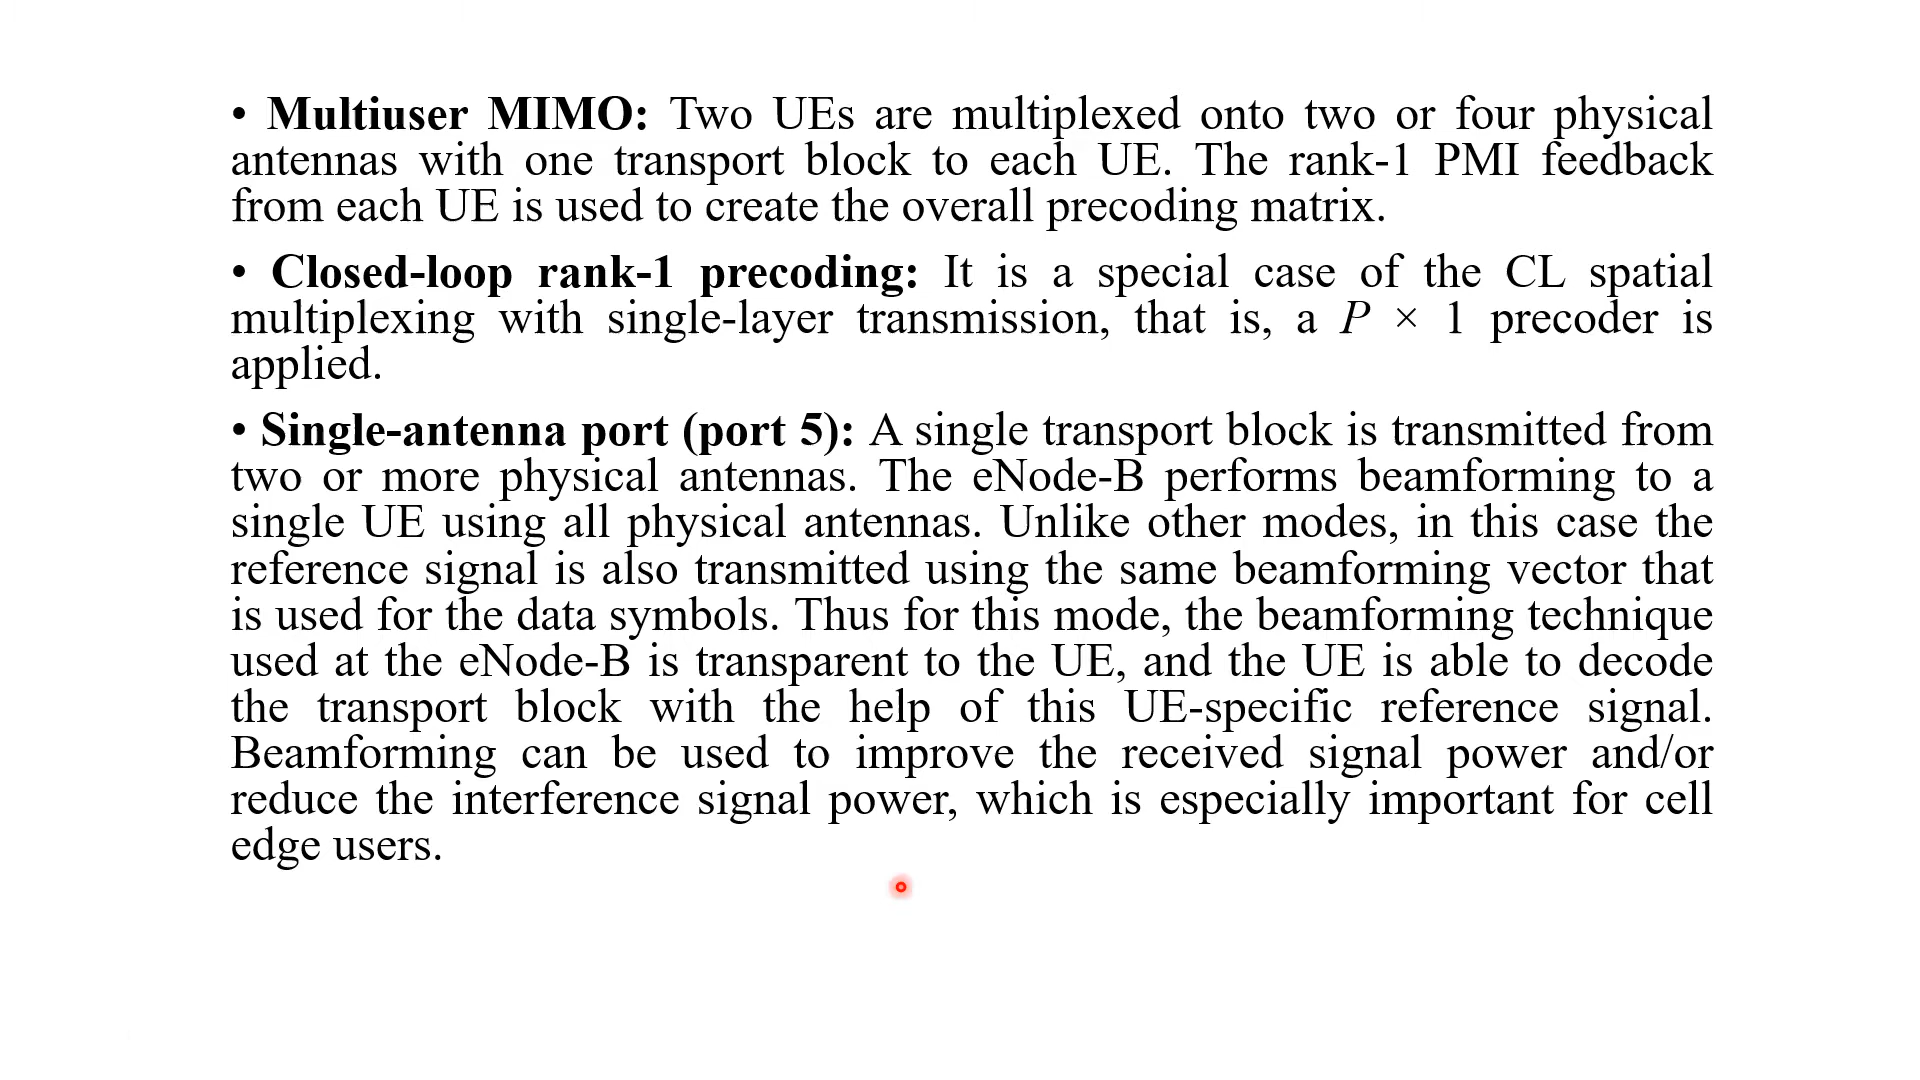 • Multiuser MIMO: Two UEs are multiplexed onto two or four physical
antennas with one transport block to each UE. The rank-1 PMI feedback
from each UE is used to create the overall precoding matrix.
• Closed-loop rank-1 precoding: It is a special case of the CL spatial
multiplexing with single-layer transmission, that is, a P × 1 precoder is
applied.
• Single-antenna port (port 5): A single transport block is transmitted from
two or more physical antennas. The eNode-B performs beamforming to a
single UE using all physical antennas. Unlike other modes, in this case the
reference signal is also transmitted using the same beamforming vector that
is used for the data symbols. Thus for this mode, the beamforming technique
used at the eNode-B is transparent to the UE, and the UE is able to decode
the transport block with the help of this UE-specific reference signal.
Beamforming can be used to improve the received signal power and/or
reduce the interference signal power, which is especially important for cell
edge users.